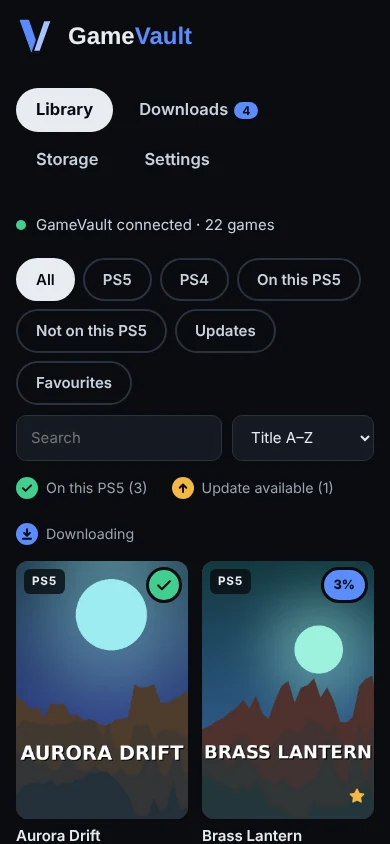 GameVault
Library Downloads 4
Storage Settings
GameVault connected · 22 games
All PS5 PS4 On this PS5
Not on this PS5 Updates
Favourites
Search Title A–Z
On this PS5 (3) Update available (1)
Downloading
PS5 PS5 3%
AURORA DRIFT BRASS LANTERN
Aurora Drift Brass Lantern